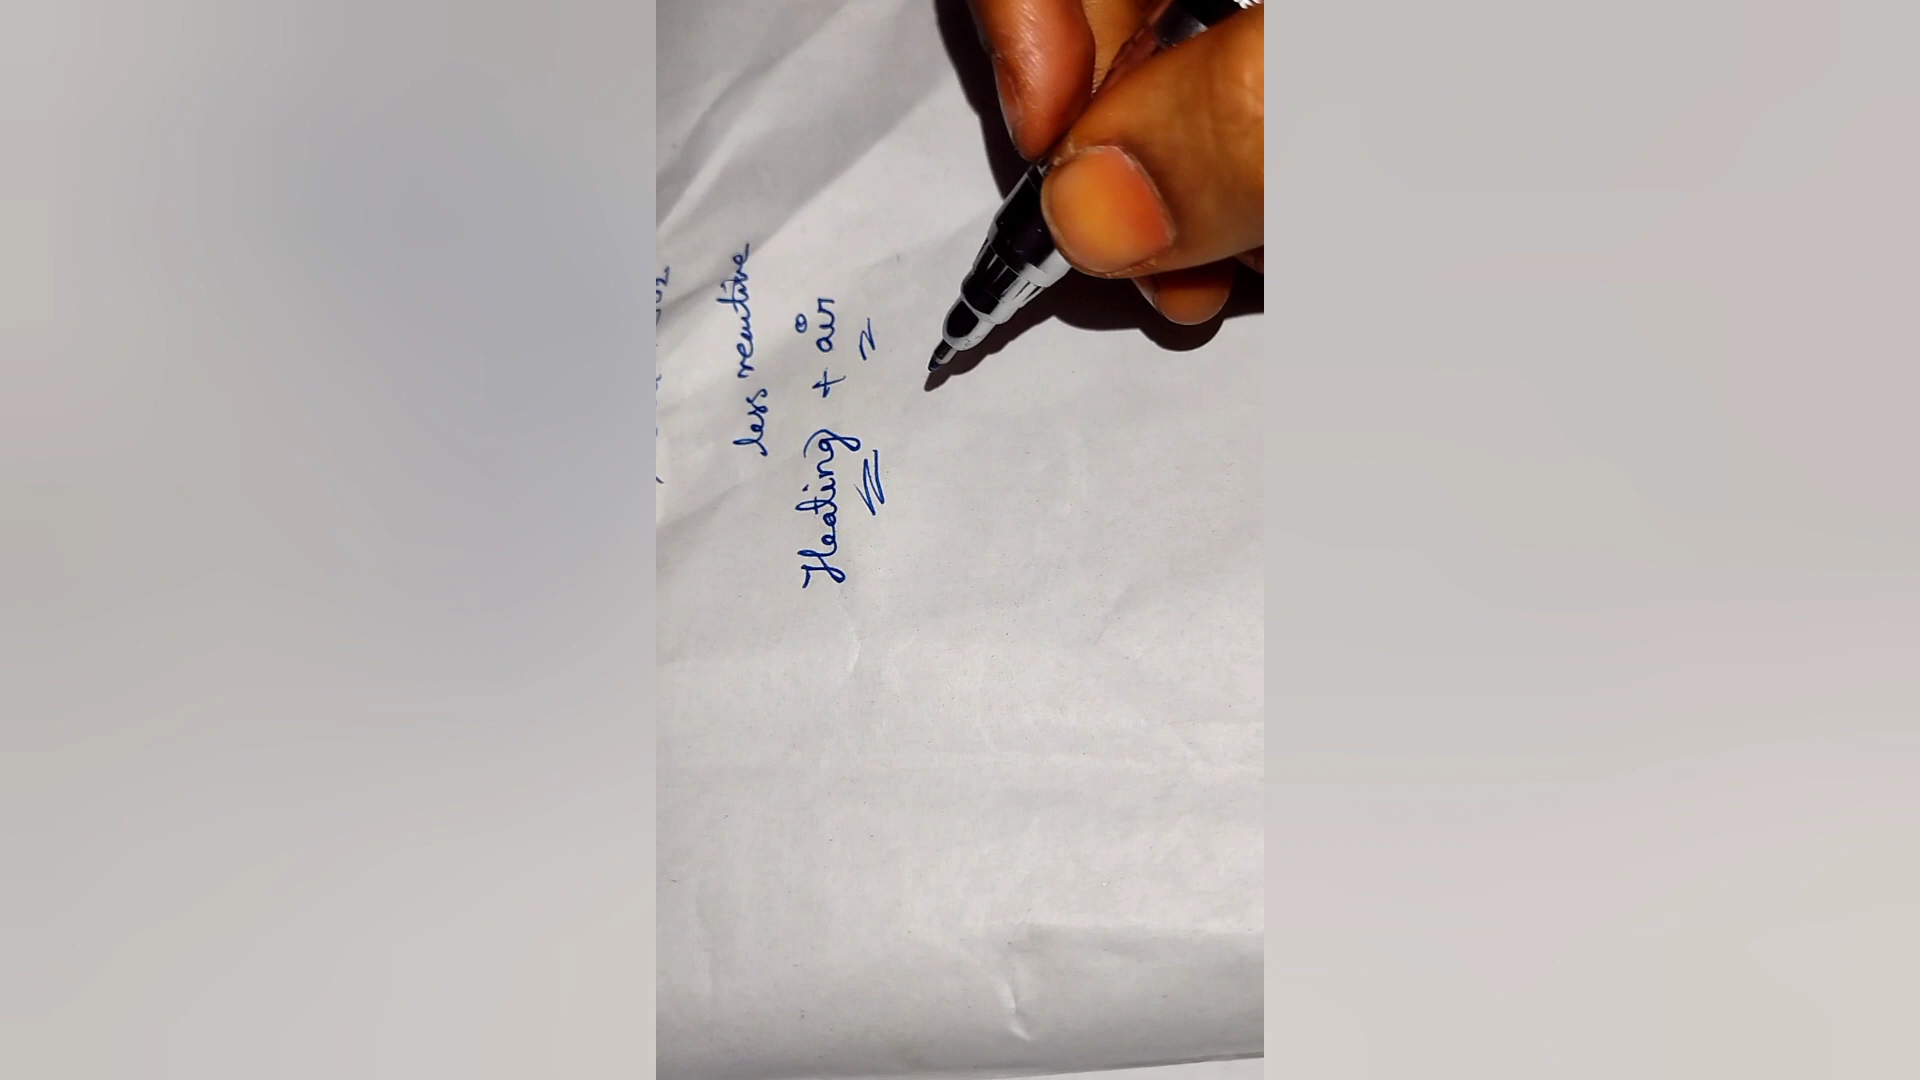 less reactive
Heating + air